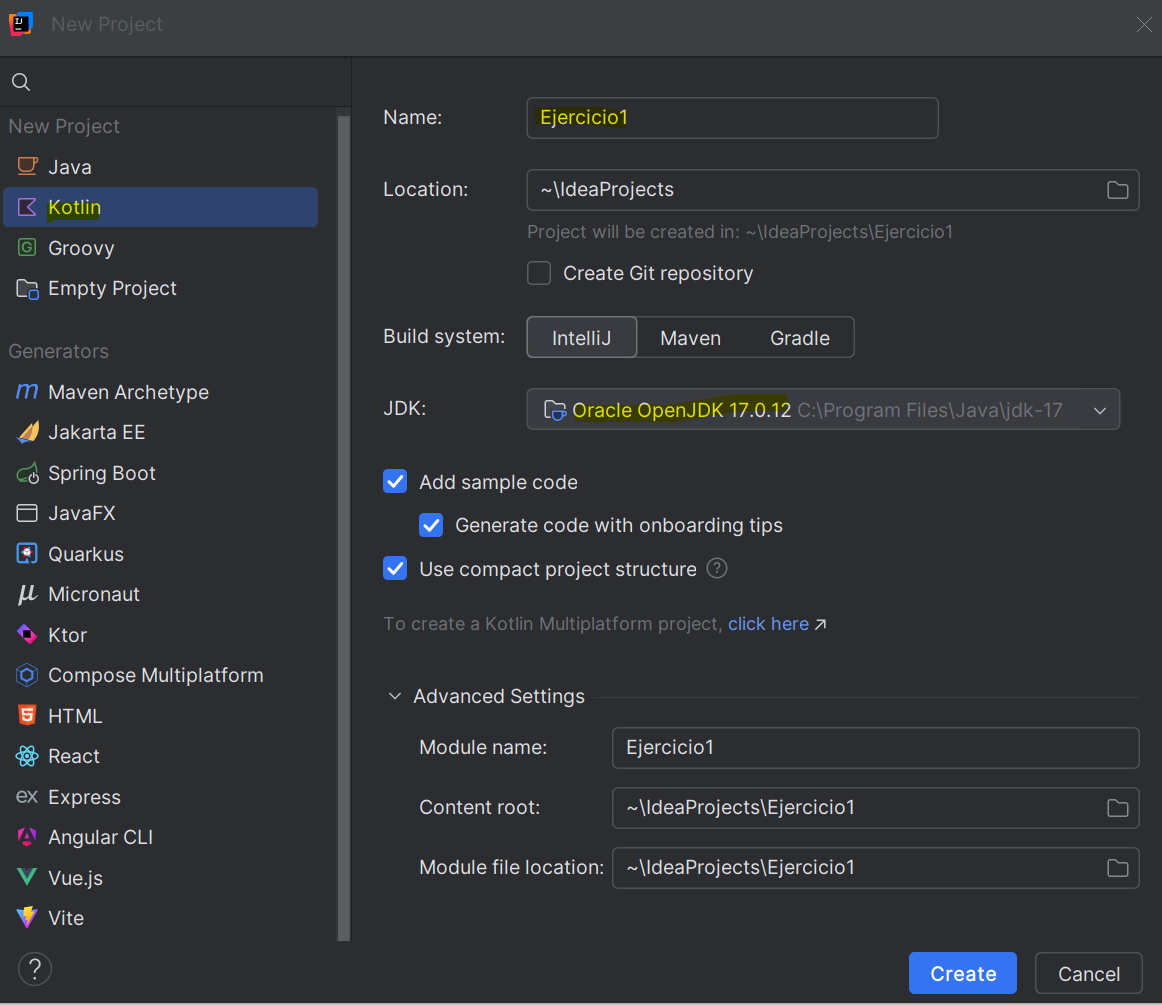 New Project
New Project
Java
Kotlin
Groovy
Empty Project
Generators
Maven Archetype
Jakarta EE
Spring Boot
JavaFX
Quarkus
Micronaut
Ktor
Compose Multiplatform
HTML
React
Express
Angular CLI
Vue.js
Vite
Name: Ejercicio1
Location: ~\IdeaProjects
Project will be created in: ~\IdeaProjects\Ejercicio1
Create Git repository
Build system: IntelliJ Maven Gradle
JDK: Oracle OpenJDK 17.0.12 C:\Program Files\Java\jdk-17
Add sample code
Generate code with onboarding tips
Use compact project structure ?
To create a Kotlin Multiplatform project, click here ↗
Advanced Settings
Module name: Ejercicio1
Content root: ~\IdeaProjects\Ejercicio1
Module file location: ~\IdeaProjects\Ejercicio1
? Create Cancel